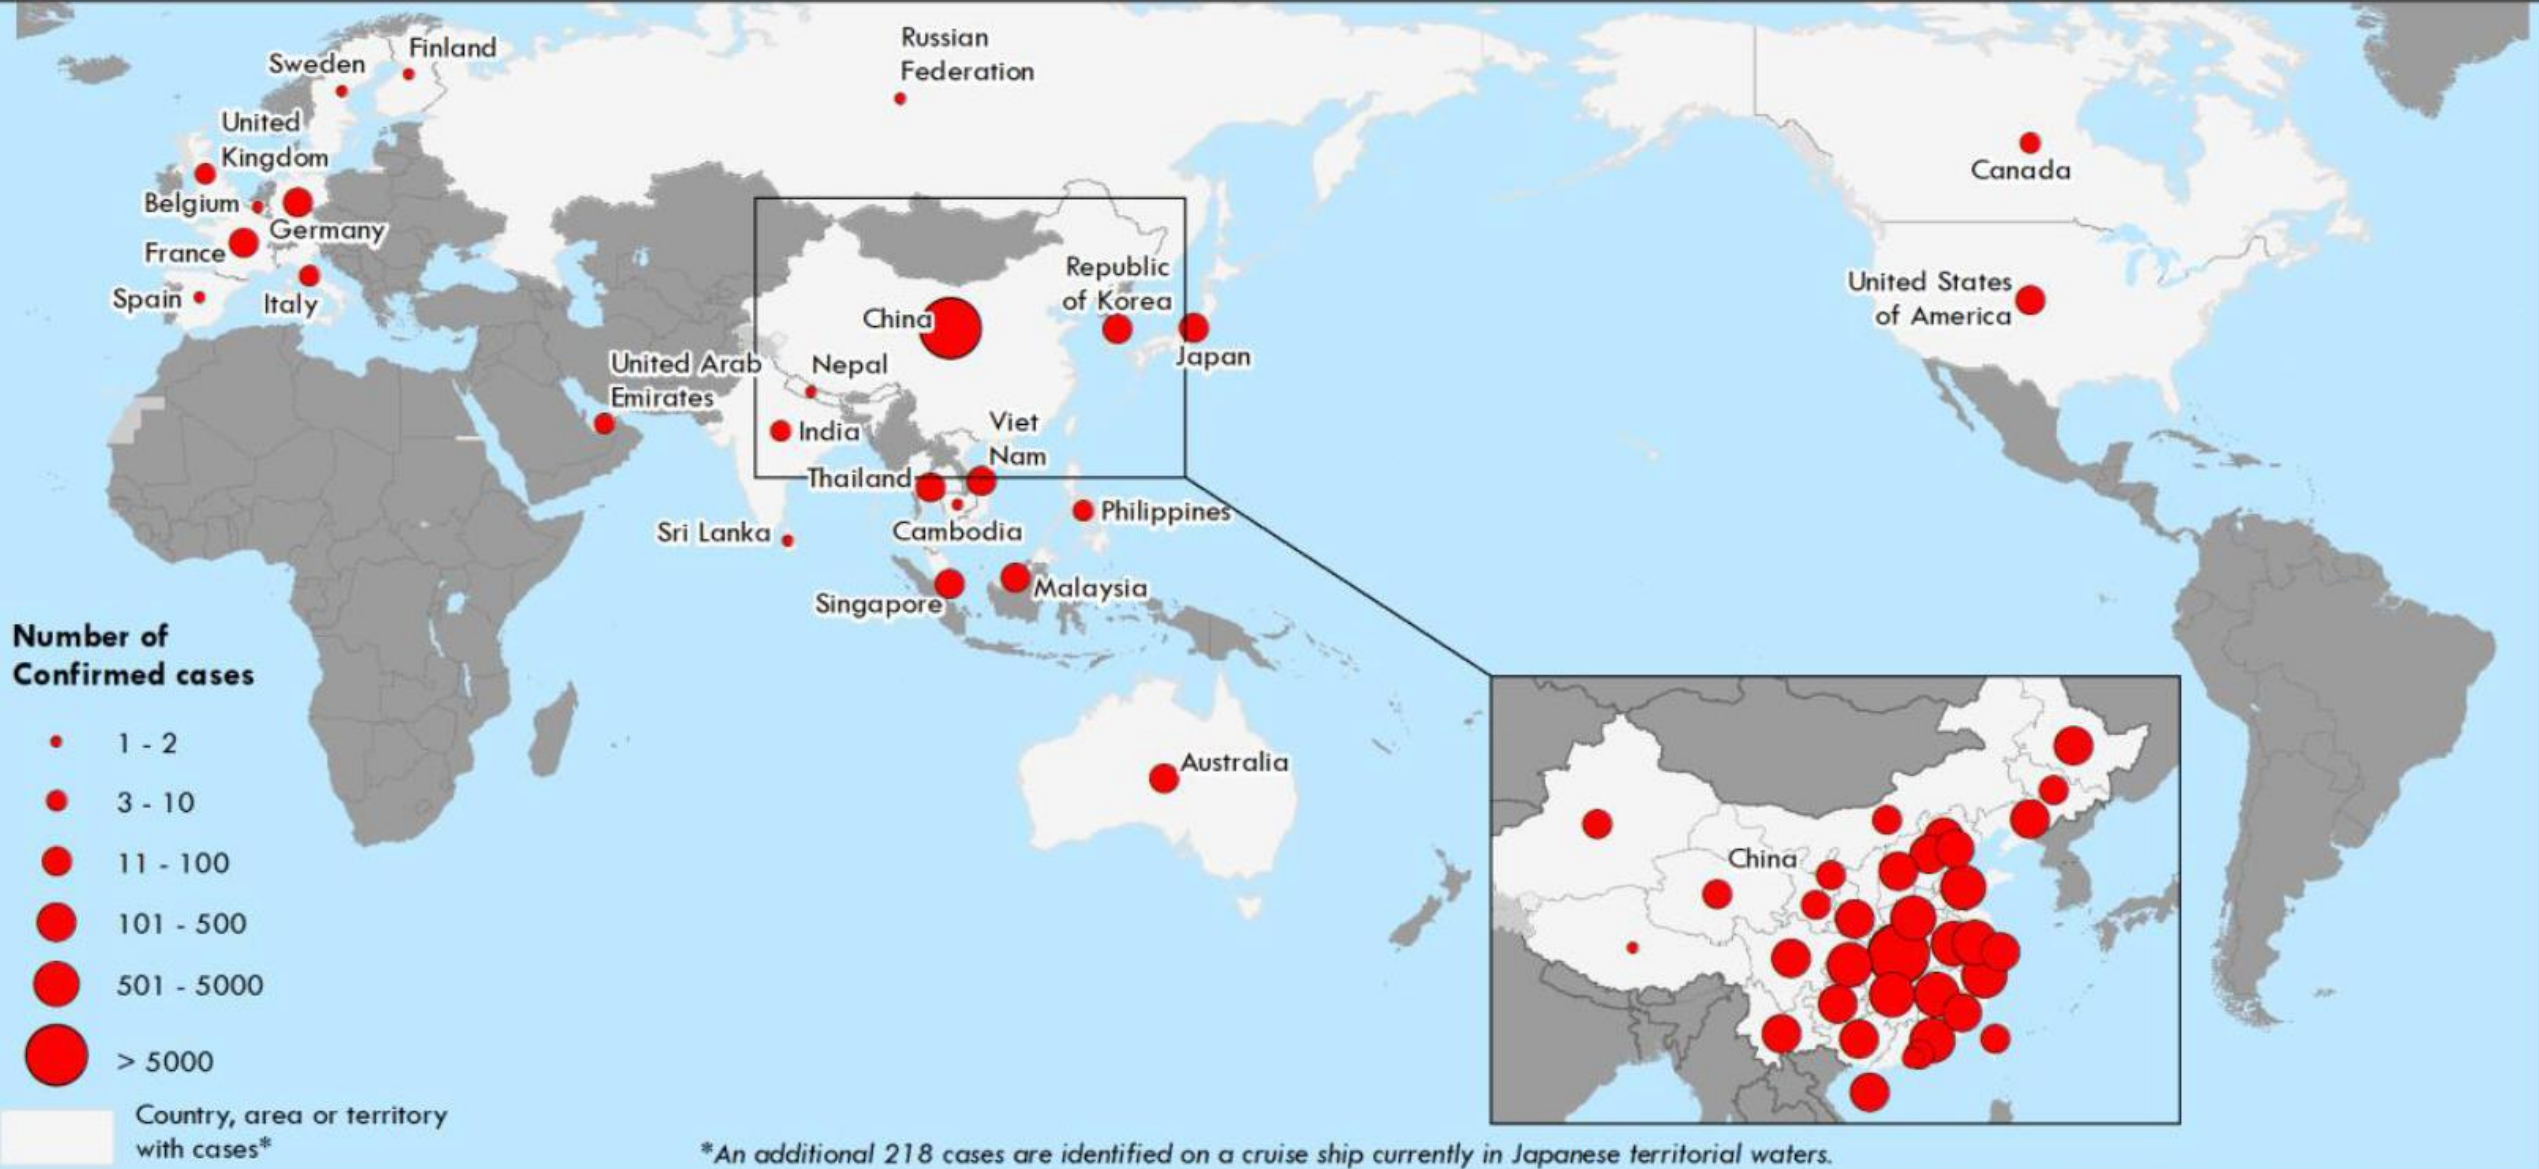 Finland
Sweden
Russian
Federation
United
Kingdom
Belgium
Germany
France
Spain
Italy
Canada
United States
of America
Republic
of Korea
China
Japan
United Arab
Emirates
Nepal
India
Viet
Nam
Thailand
Philippines
Sri Lanka
Cambodia
Singapore
Malaysia
Australia
China
Number of
Confirmed cases
1 - 2
3 - 10
11 - 100
101 - 500
501 - 5000
> 5000
Country, area or territory
with cases*
*An additional 218 cases are identified on a cruise ship currently in Japanese territorial waters.